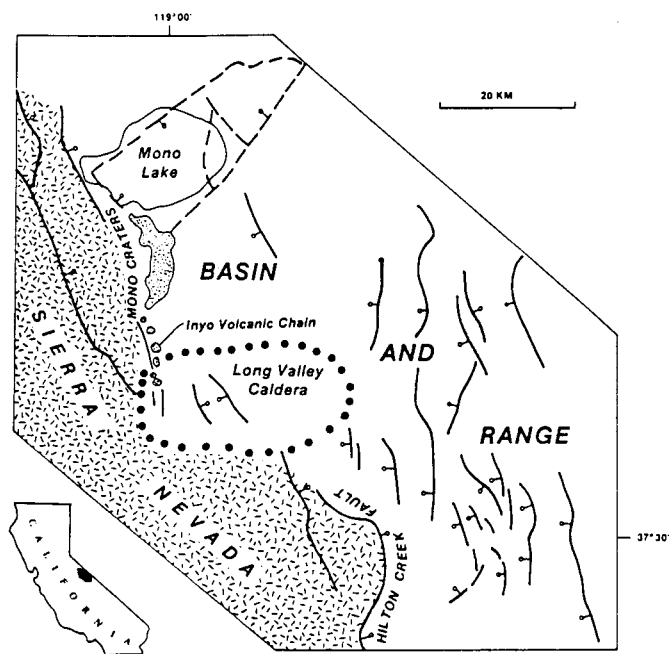 119°00'
20 KM
Mono
Lake
MONO CRATERS
BASIN
Inyo Volcanic Chain
SIERRA
Long Valley
Caldera
AND
RANGE
NEVADA
FAULT
HILTON CREEK
37°30'
CALIFORNIA